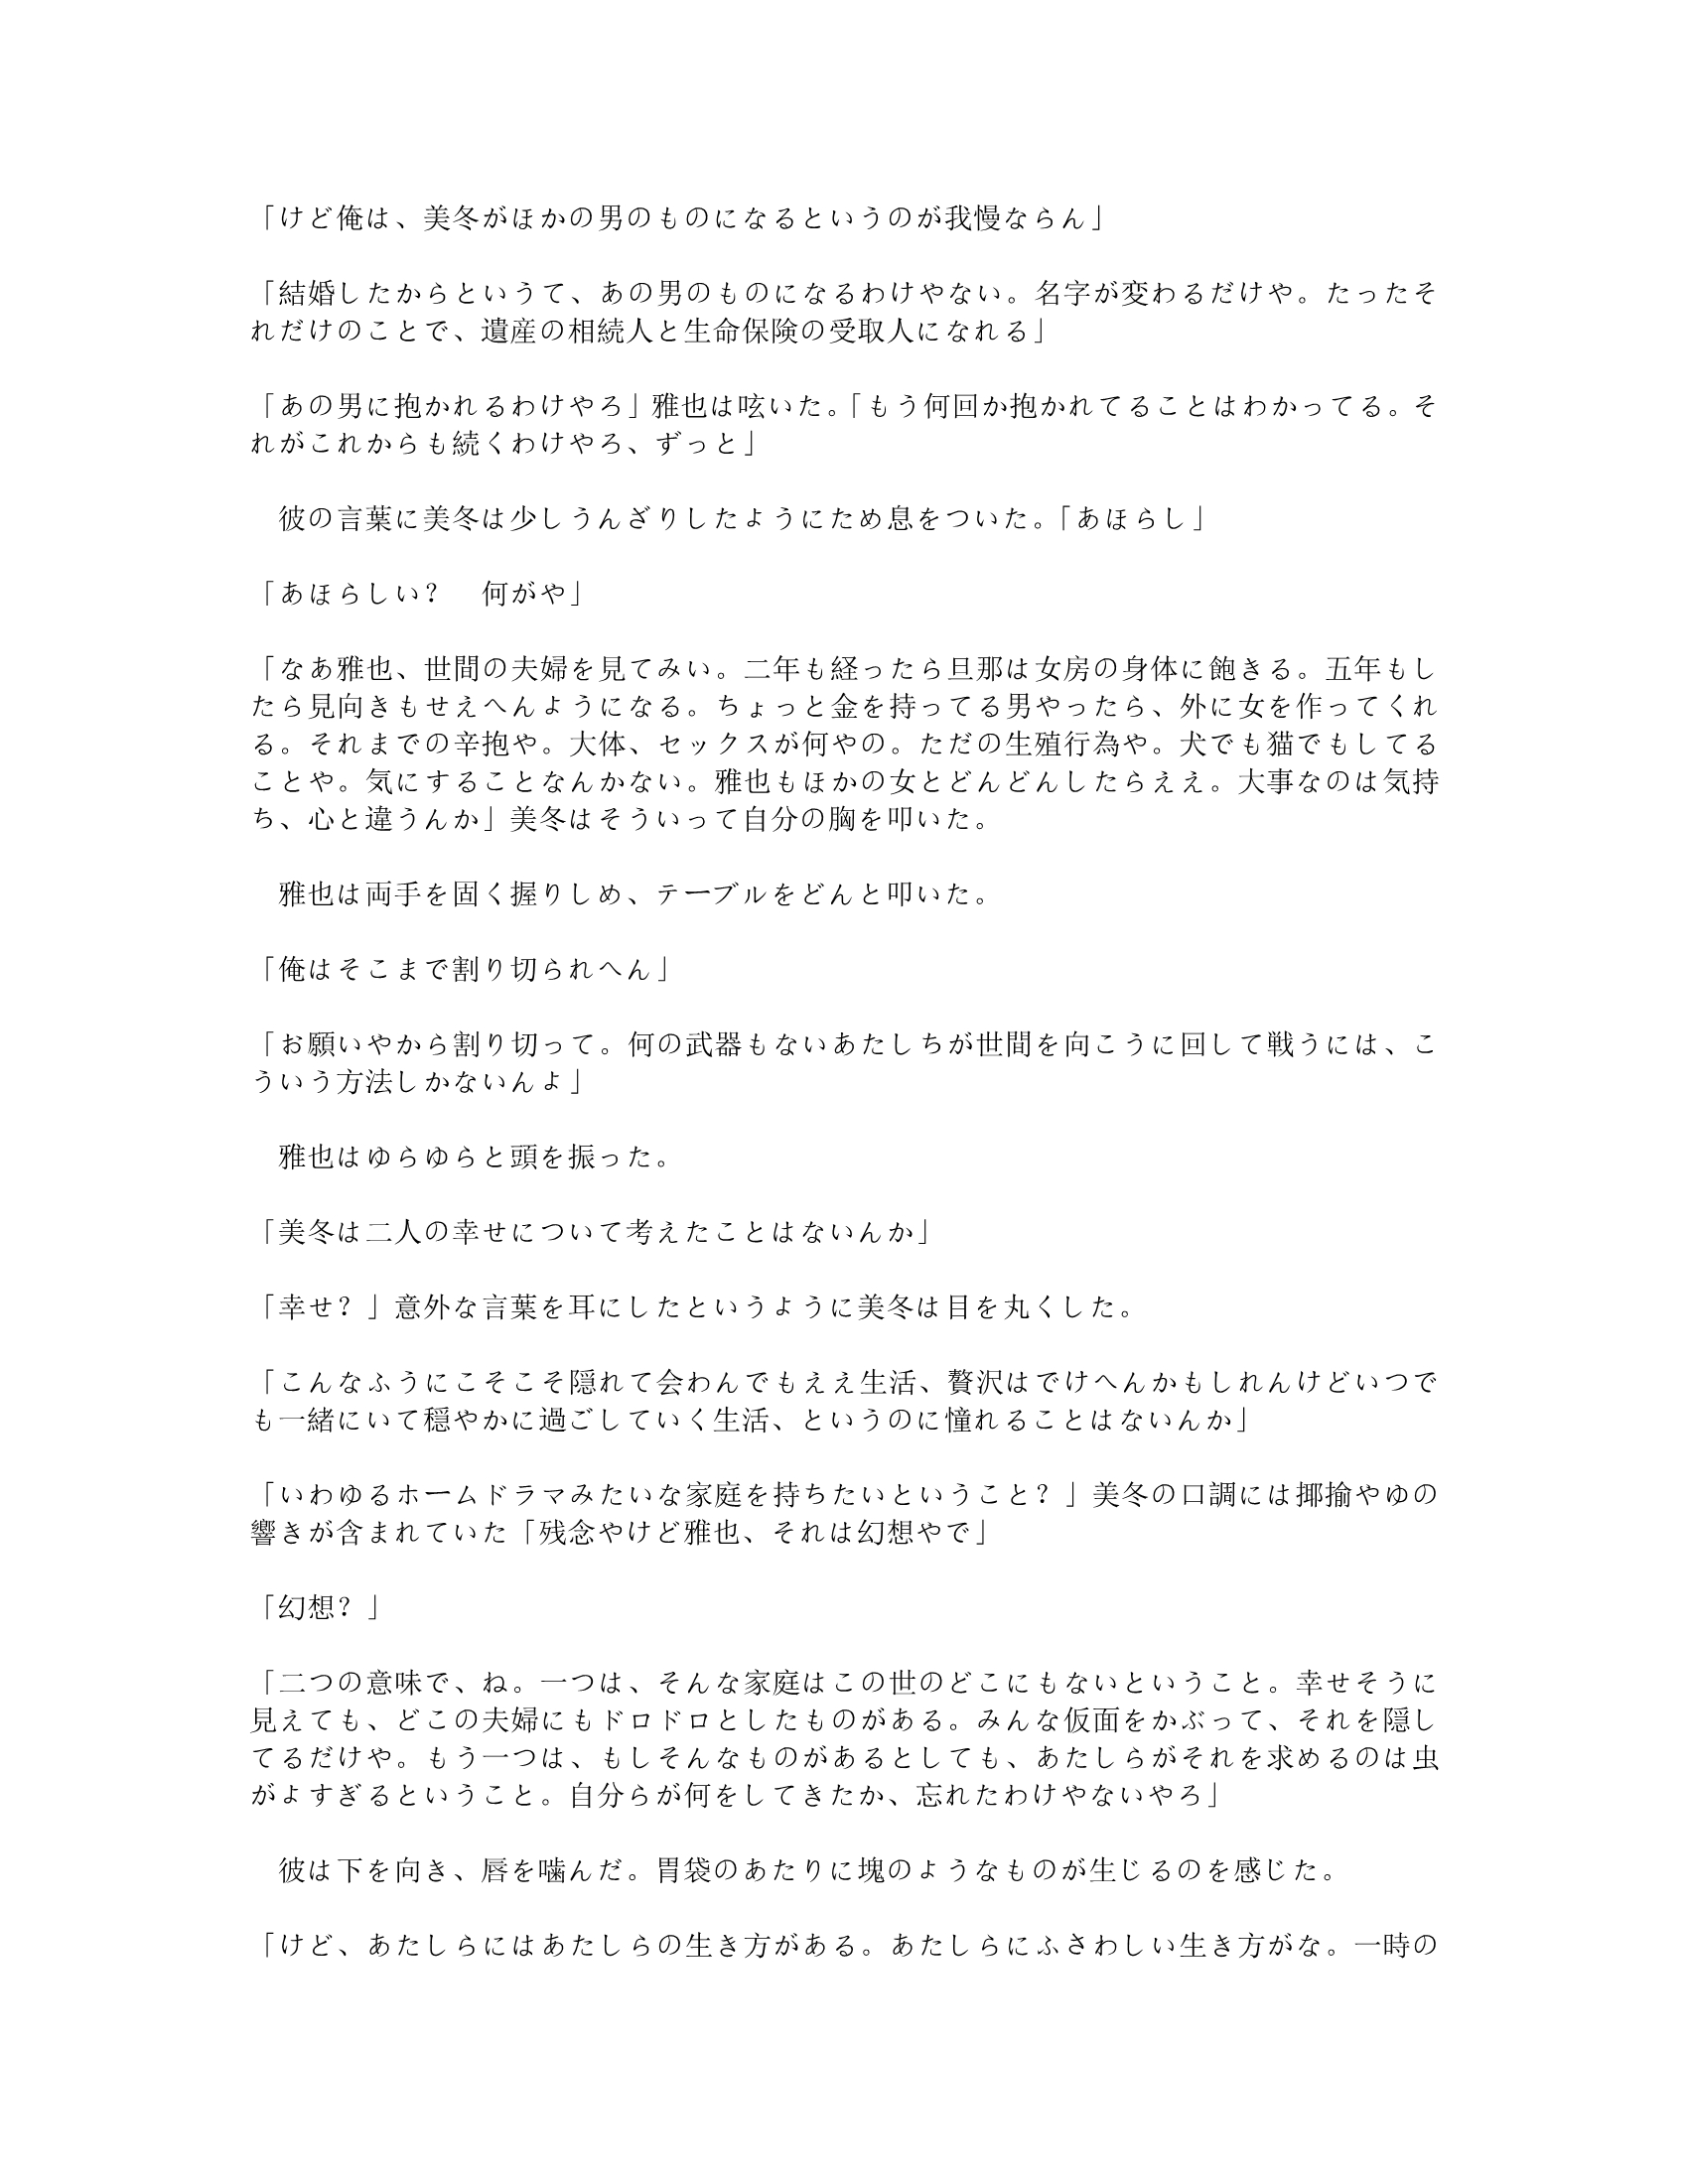 「けど俺は、美冬がほかの男のものになるというのが我慢ならん」
「結婚したからというて、あの男のものになるわけやない。名字が変わるだけや。たったそ
れだけのことで、遺産の相続人と生命保険の受取人になれる」
「あの男に抱かれるわけやろ」雅也は呟いた。「もう何回か抱かれてることはわかってる。そ
れがこれからも続くわけやろ、ずっと」
　彼の言葉に美冬は少しうんざりしたようにため息をついた。「あほらし」
「あほらしい？　何がや」
「なあ雅也、世間の夫婦を見てみい。二年も経ったら旦那は女房の身体に飽きる。五年もし
たら見向きもせえへんようになる。ちょっと金を持ってる男やったら、外に女を作ってくれ
る。それまでの辛抱や。大体、セックスが何やの。ただの生殖行為や。犬でも猫でもしてる
ことや。気にすることなんかない。雅也もほかの女とどんどんしたらええ。大事なのは気持
ち、心と違うんか」美冬はそういって自分の胸を叩いた。
　雅也は両手を固く握りしめ、テーブルをどんと叩いた。
「俺はそこまで割り切られへん」
「お願いやから割り切って。何の武器もないあたしちが世間を向こうに回して戦うには、こ
ういう方法しかないんよ」
　雅也はゆらゆらと頭を振った。
「美冬は二人の幸せについて考えたことはないんか」
「幸せ？」意外な言葉を耳にしたというように美冬は目を丸くした。
「こんなふうにこそこそ隠れて会わんでもええ生活、贅沢はでけへんかもしれんけどいつで
も一緒にいて穏やかに過ごしていく生活、というのに憧れることはないんか」
「いわゆるホームドラマみたいな家庭を持ちたいということ？」美冬の口調には揶揄やゆの
響きが含まれていた「残念やけど雅也、それは幻想やで」
「幻想？」
「二つの意味で、ね。一つは、そんな家庭はこの世のどこにもないということ。幸せそうに
見えても、どこの夫婦にもドロドロとしたものがある。みんな仮面をかぶって、それを隠し
てるだけや。もう一つは、もしそんなものがあるとしても、あたしらがそれを求めるのは虫
がよすぎるということ。自分らが何をしてきたか、忘れたわけやないやろ」
　彼は下を向き、唇を噛んだ。胃袋のあたりに塊のようなものが生じるのを感じた。
「けど、あたしらにはあたしらの生き方がある。あたしらにふさわしい生き方がな。一時の